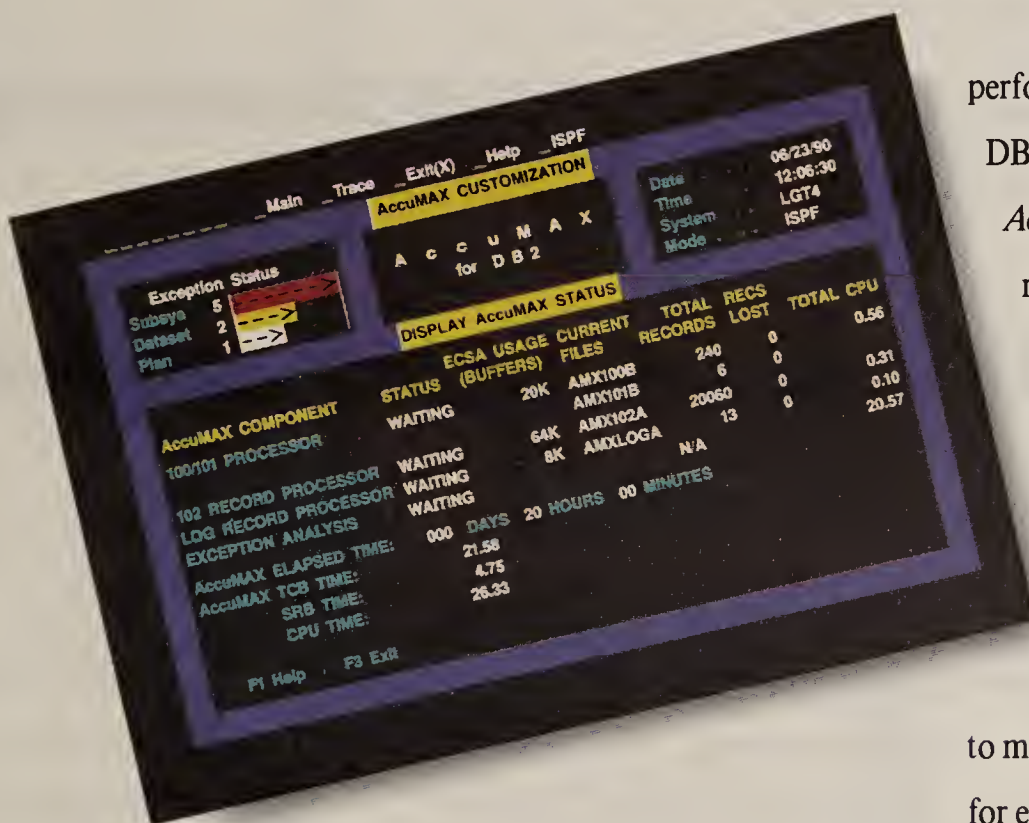 _Main _Trace _Exit(X) _Help _ISPF
AccuMAX CUSTOMIZATION
Exception Status
Subsys 5 --->
Dataset 2 --->
Plan 1 --->
A c c u M A X
for DB2
Date 06/23/90
Time 12:06:30
System LGT4
Mode ISPF
DISPLAY AccuMAX STATUS
ECSA USAGE CURRENT TOTAL RECS
AccuMAX COMPONENT STATUS (BUFFERS) FILES RECORDS LOST TOTAL CPU
100/101 PROCESSOR WAITING 20K AMX100B 240 0 0.56
AMX101B 6 0
102 RECORD PROCESSOR WAITING 64K AMX102A 20060 0 0.31
LOG RECORD PROCESSOR WAITING 8K AMXLOGA 13 0 0.10
EXCEPTION ANALYSIS WAITING N/A 20.57
AccuMAX ELAPSED TIME: 000 DAYS 20 HOURS 00 MINUTES
AccuMAX TCB TIME: 21.58
SRB TIME: 4.75
CPU TIME: 26.33
F1 Help F3 Exit
perfo
DB
Ac
to m
for e